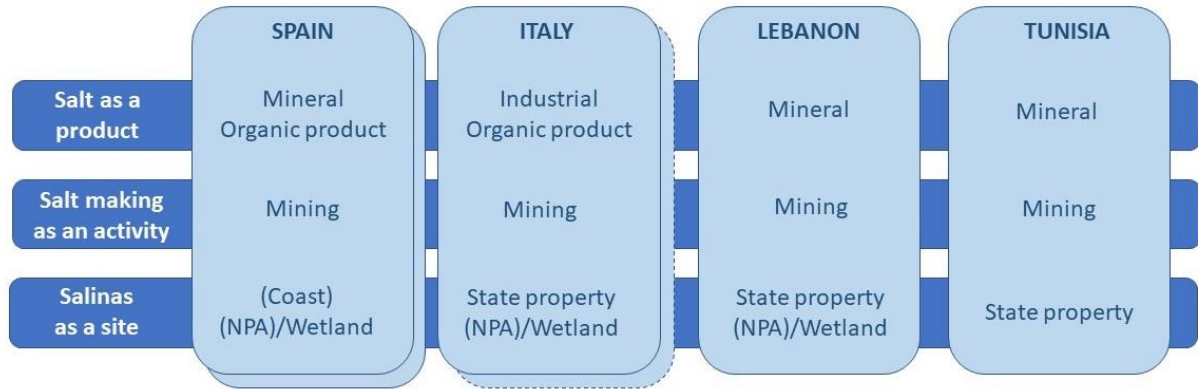 SPAIN
ITALY
LEBANON
TUNISIA
Salt as a
product
Mineral
Organic product
Industrial
Organic product
Mineral
Mineral
Salt making
as an activity
Mining
Mining
Mining
Mining
Salinas
as a site
(Coast)
(NPA)/Wetland
State property
(NPA)/Wetland
State property
(NPA)/Wetland
State property